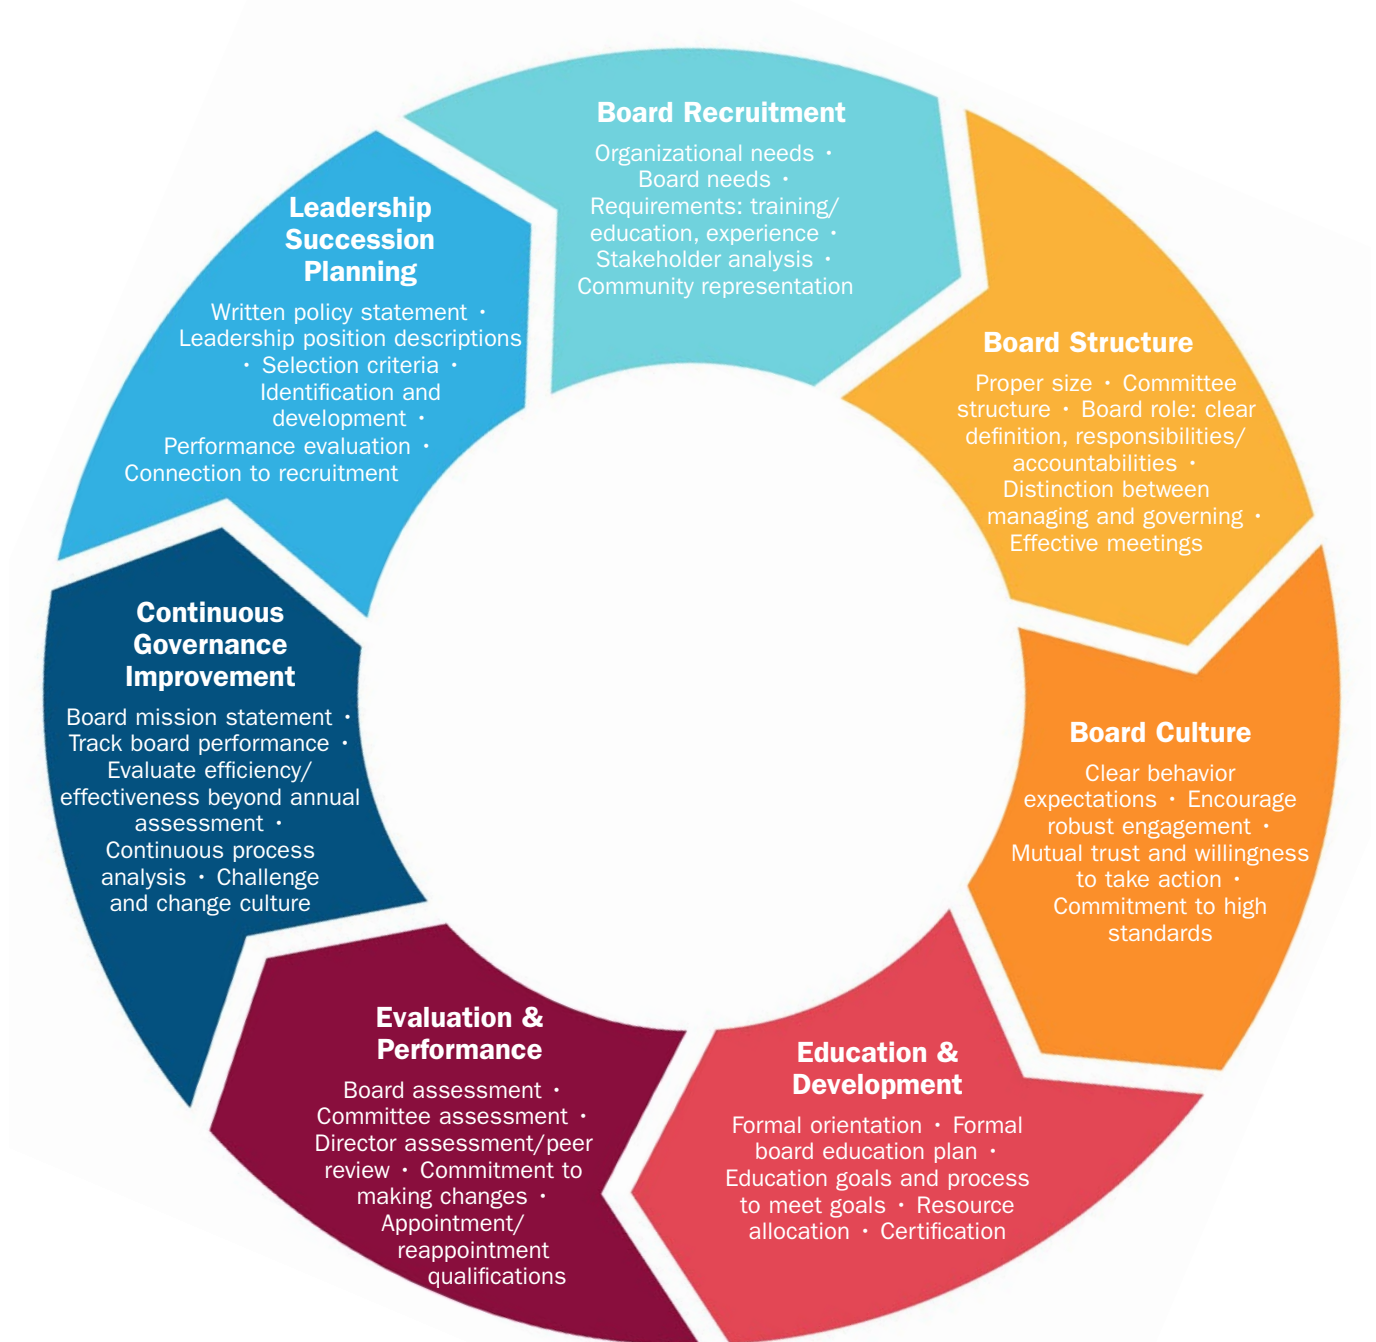 Board Recruitment
Organizational needs •
Board needs •
Requirements: training/
education, experience •
Stakeholder analysis •
Community representation
Board Structure
Proper size • Committee
structure • Board role: clear
definition, responsibilities/
accountabilities •
Distinction between
managing and governing •
Effective meetings
Board Culture
Clear behavior
expectations • Encourage
robust engagement •
Mutual trust and willingness
to take action •
Commitment to high
standards
Education &
Development
Formal orientation • Formal
board education plan •
Education goals and process
to meet goals • Resource
allocation • Certification
Evaluation &
Performance
Board assessment •
Committee assessment •
Director assessment/peer
review • Commitment to
making changes •
Appointment/
reappointment
qualifications
Continuous
Governance
Improvement
Board mission statement •
Track board performance •
Evaluate efficiency/
effectiveness beyond annual
assessment •
Continuous process
analysis • Challenge
and change culture
Leadership
Succession
Planning
Written policy statement •
Leadership position descriptions
• Selection criteria •
Identification and
development •
Performance evaluation •
Connection to recruitment